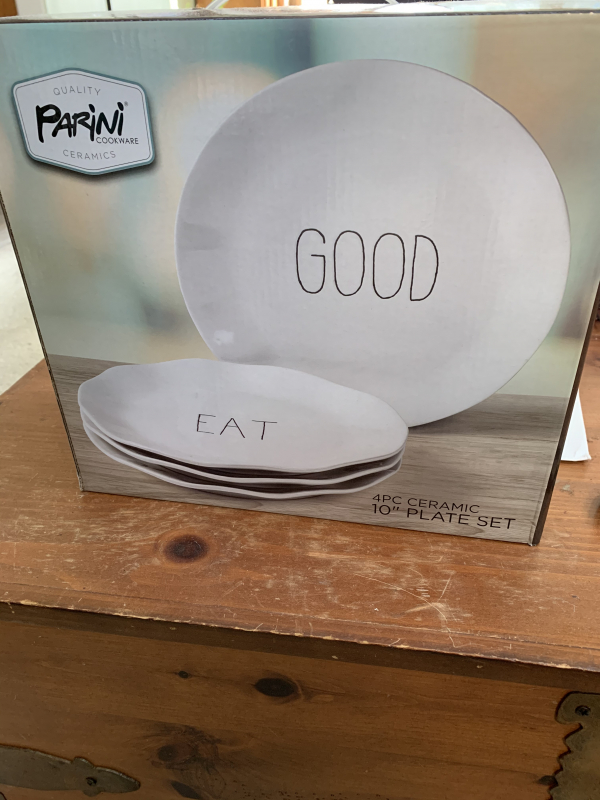 QUALITY
PARINI®
COOKWARE
CERAMICS
GOOD
EAT
4PC CERAMIC
10" PLATE SET